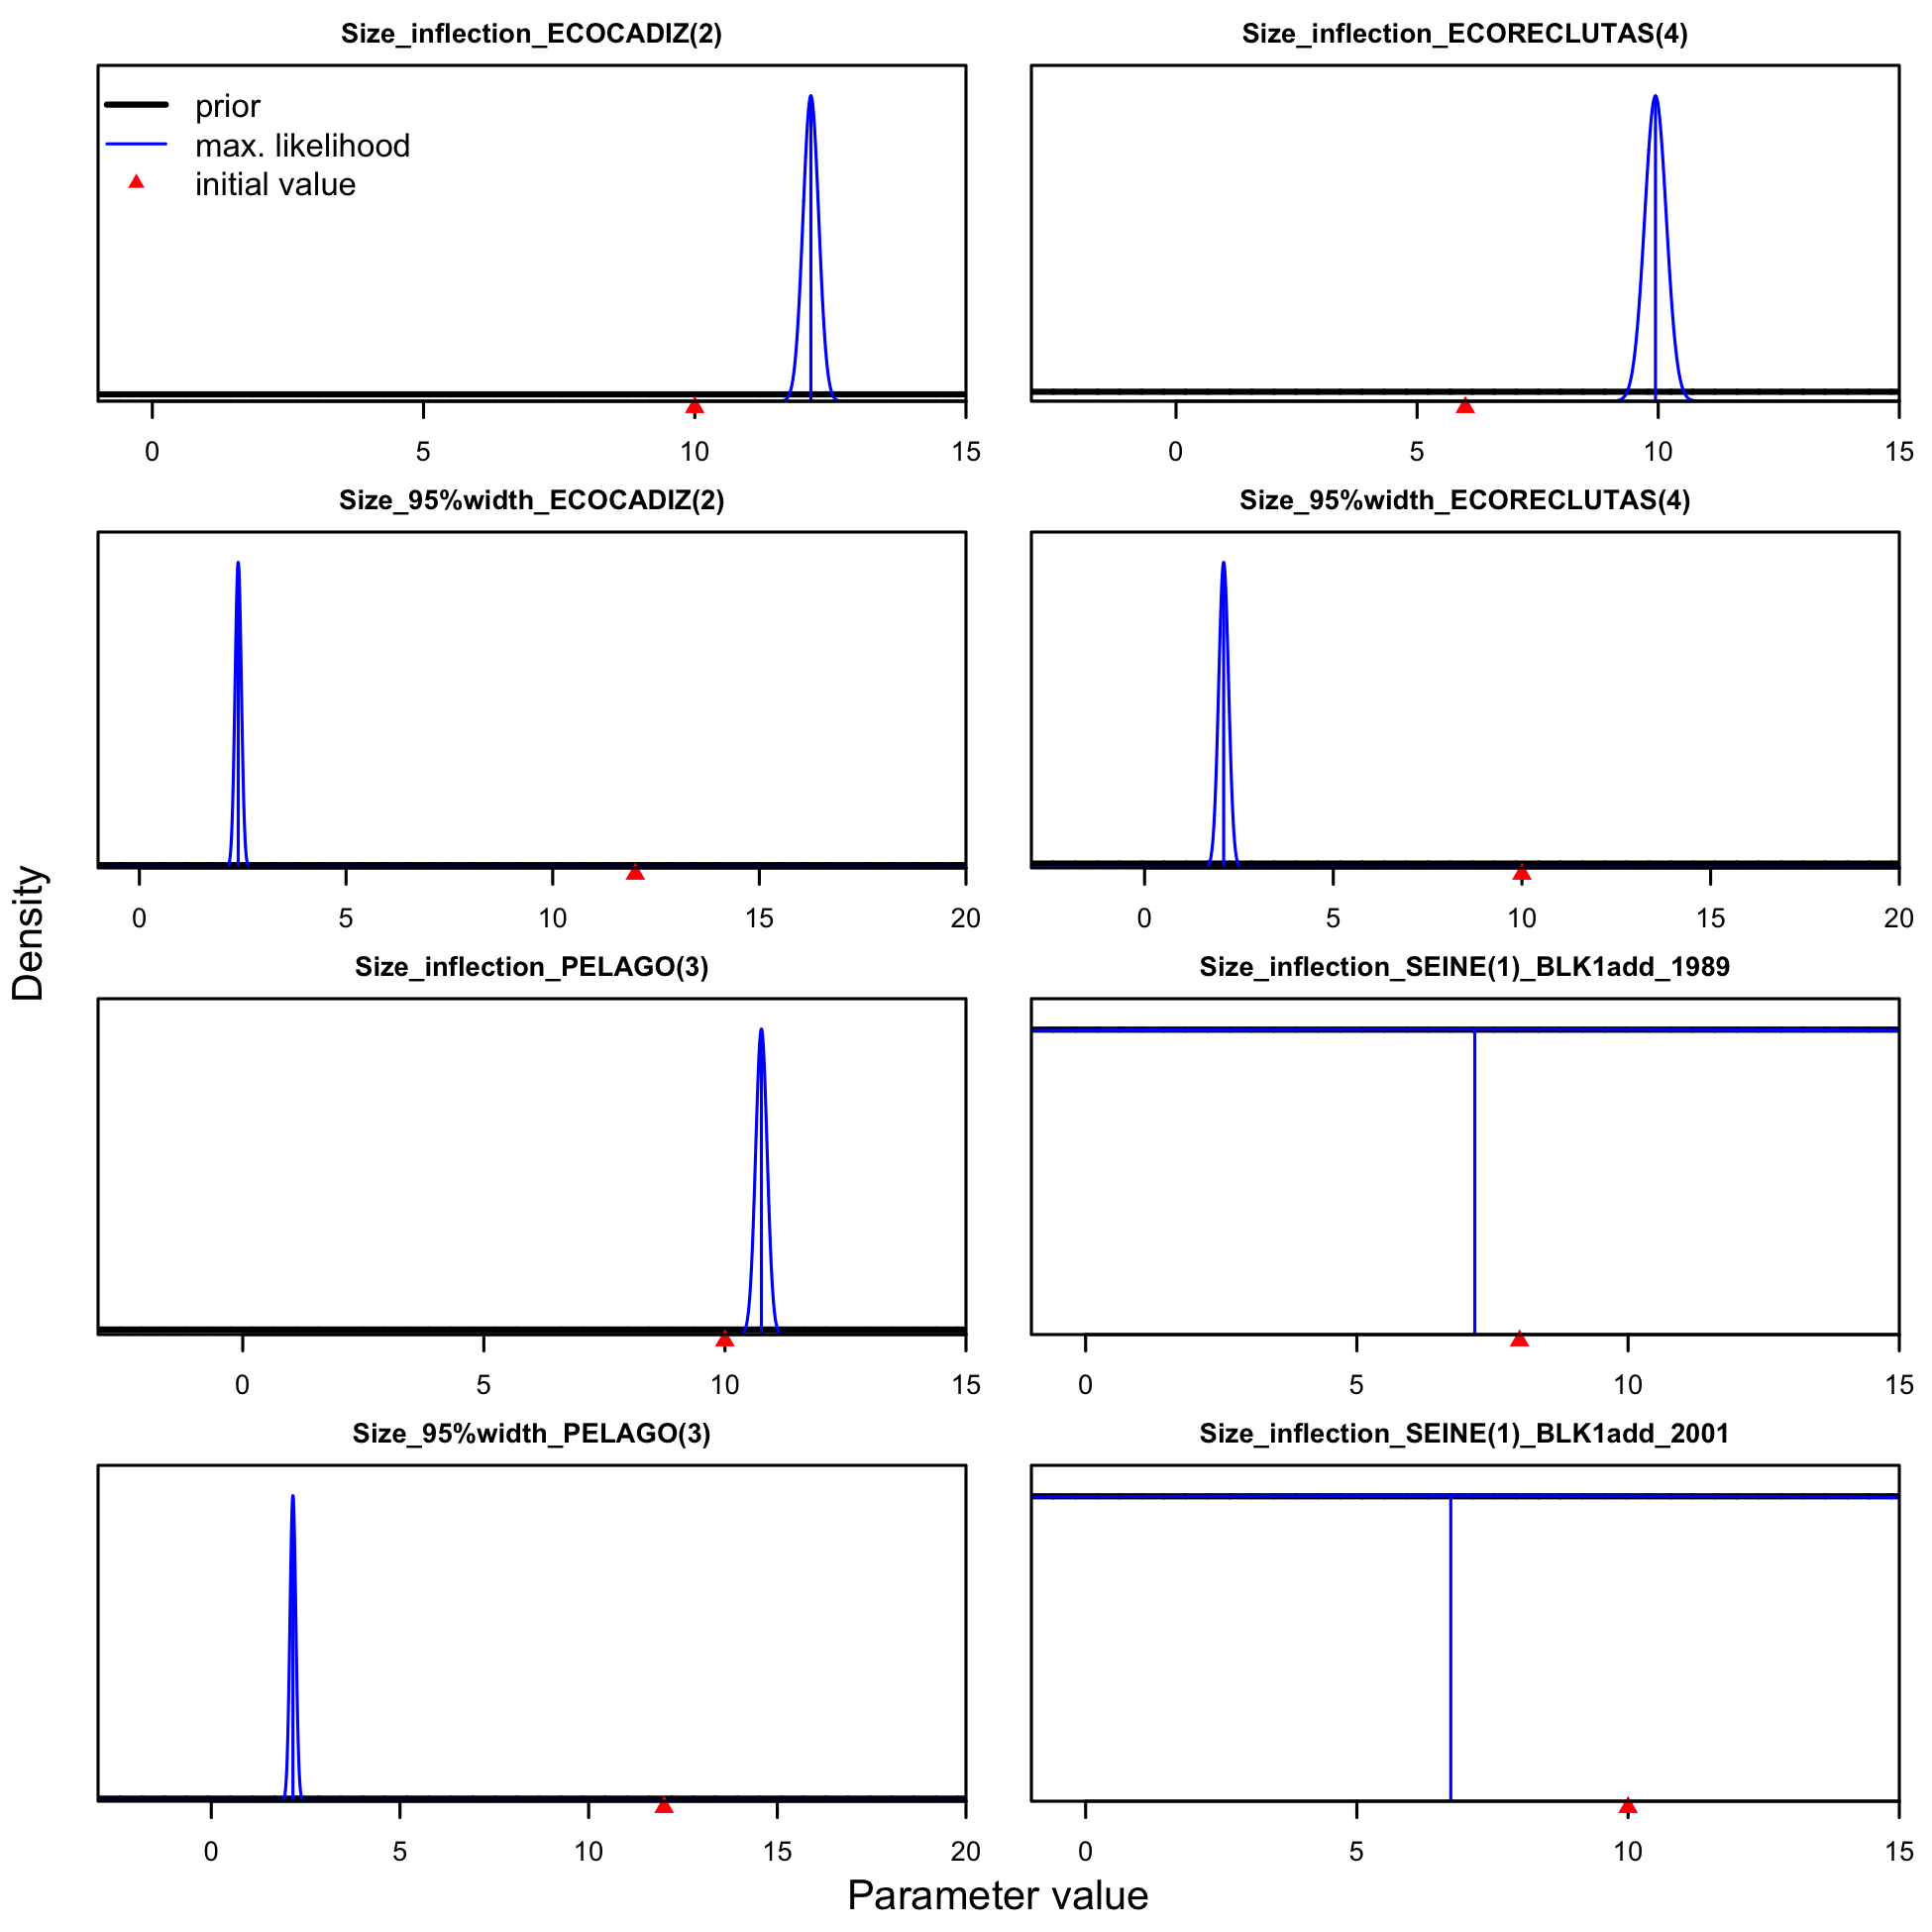 Size_inflection_ECOCADIZ(2)
prior
max. likelihood
initial value
0 5 10 15
Size_inflection_ECORECLUTAS(4)
0 5 10 15
Size_95%width_ECOCADIZ(2)
0 5 10 15 20
Size_95%width_ECORECLUTAS(4)
0 5 10 15 20
Size_inflection_PELAGO(3)
0 5 10 15
Size_inflection_SEINE(1)_BLK1add_1989
0 5 10 15
Size_95%width_PELAGO(3)
0 5 10 15 20
Size_inflection_SEINE(1)_BLK1add_2001
0 5 10 15
Density
Parameter value